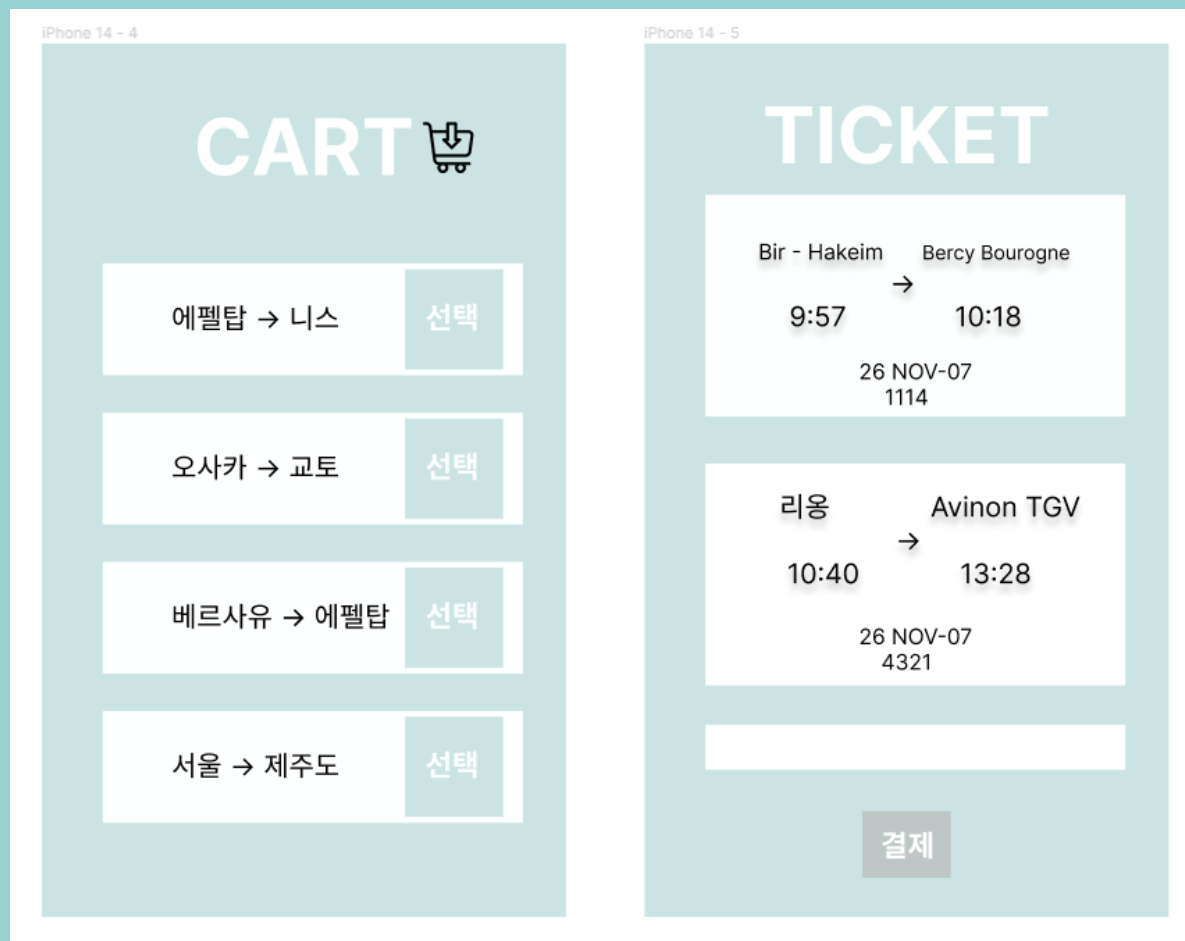 iPhone 14 - 4
CART
에펠탑 → 니스
선택
오사카 → 교토
선택
베르사유 → 에펠탑
선택
서울 → 제주도
선택
iPhone 14 - 5
TICKET
Bir - Hakeim → Bercy Bourogne
9:57 10:18
26 NOV-07
1114
리옹 → Avinon TGV
10:40 13:28
26 NOV-07
4321
결제